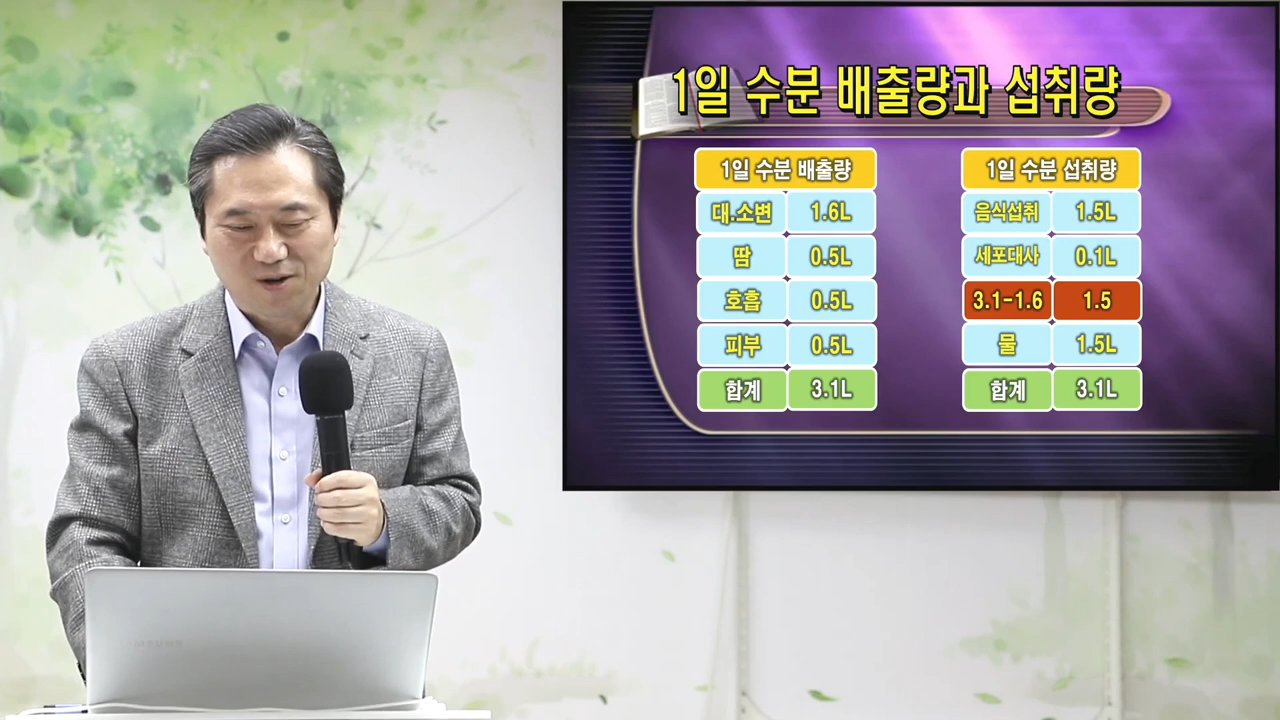 1일 수분 배출량과 섭취량
1일 수분 배출량
대.소변 1.6L
땀 0.5L
호흡 0.5L
피부 0.5L
합계 3.1L
1일 수분 섭취량
음식섭취 1.5L
세포대사 0.1L
3.1-1.6 1.5
물 1.5L
합계 3.1L